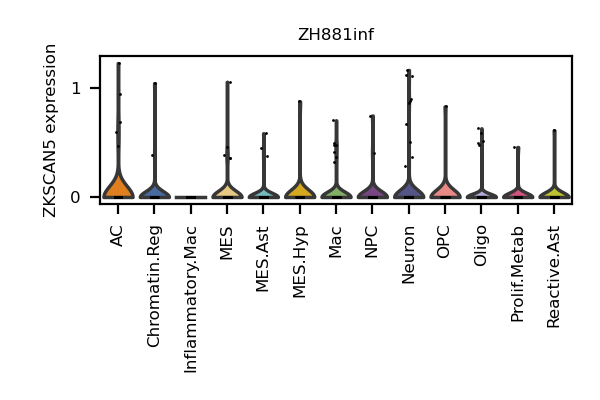 ZH881inf
ZKSCAN5 expression
1
0
AC
Chromatin.Reg
Inflammatory.Mac
MES
MES.Ast
MES.Hyp
Mac
NPC
Neuron
OPC
Oligo
Prolif.Metab
Reactive.Ast